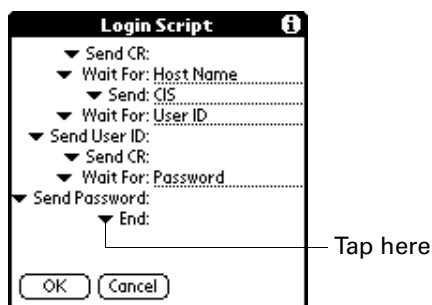 Login Script i
Send CR:
Wait For: Host Name
Send: CIS
Wait For: User ID
Send User ID:
Send CR:
Wait For: Password
Send Password:
End:
Tap here
OK Cancel